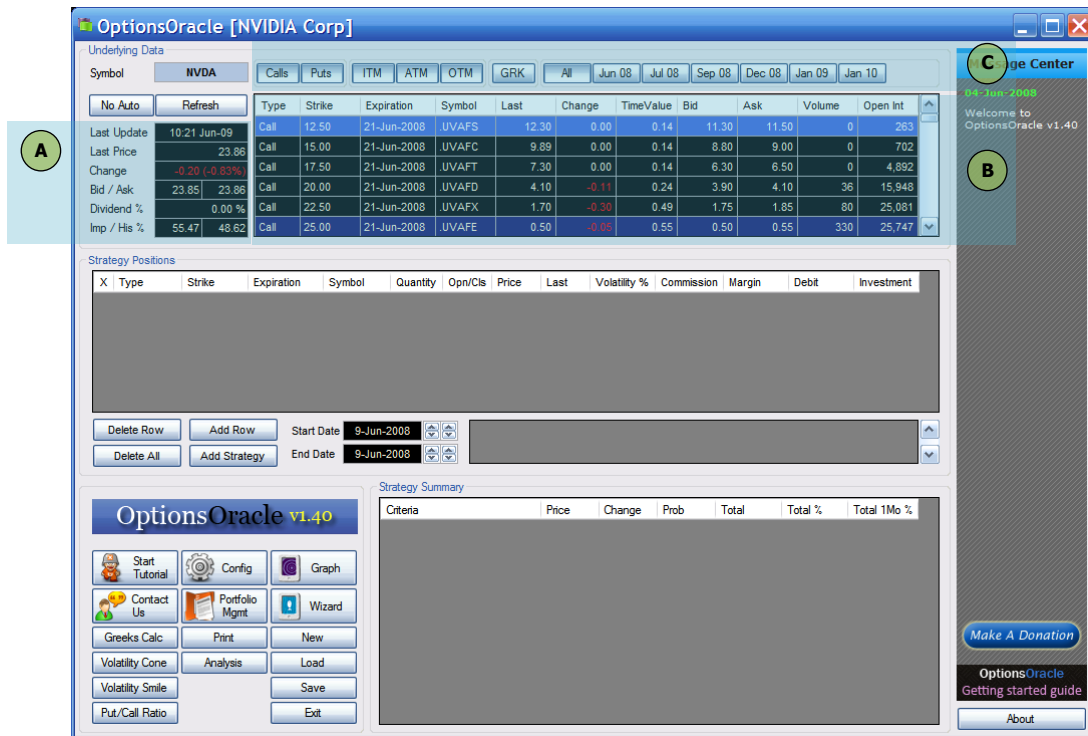 OptionsOracle [NVIDIA Corp]
Underlying Data
Symbol NVDA Calls Puts ITM ATM OTM GRK All Jun 08 Jul 08 Sep 08 Dec 08 Jan 09 Jan 10
No Auto Refresh
Type Strike Expiration Symbol Last Change TimeValue Bid Ask Volume Open Int
Call 12.50 21-Jun-2008 .UVAFS 12.30 0.00 0.14 11.30 11.50 0 263
Call 15.00 21-Jun-2008 .UVAFC 9.89 0.00 0.14 8.80 9.00 0 702
Call 17.50 21-Jun-2008 .UVAFT 7.30 0.00 0.14 6.30 6.50 0 4,892
Call 20.00 21-Jun-2008 .UVAFD 4.10 -0.11 0.24 3.90 4.10 36 15,948
Call 22.50 21-Jun-2008 .UVAFX 1.70 -0.30 0.49 1.75 1.85 80 25,081
Call 25.00 21-Jun-2008 .UVAFE 0.50 -0.05 0.55 0.50 0.55 330 25,747
A
Last Update 10:21 Jun-09
Last Price 23.86
Change -0.20 (-0.83%)
Bid / Ask 23.85 23.86
Dividend % 0.00 %
Imp / His % 55.47 48.62
C
Center
04-Jun-2008
Welcome to
OptionsOracle v1.40
B
Strategy Positions
X Type Strike Expiration Symbol Quantity Opn/Cls Price Last Volatility % Commission Margin Debit Investment
Delete Row Add Row Start Date 9-Jun-2008
Delete All Add Strategy End Date 9-Jun-2008
OptionsOracle v1.40
Start Tutorial Config Graph
Contact Us Portfolio Mgmt Wizard
Greeks Calc Print New
Volatility Cone Analysis Load
Volatility Smile Save
Put/Call Ratio Exit
Strategy Summary
Criteria Price Change Prob Total Total % Total 1Mo %
Make A Donation
OptionsOracle
Getting started guide
About